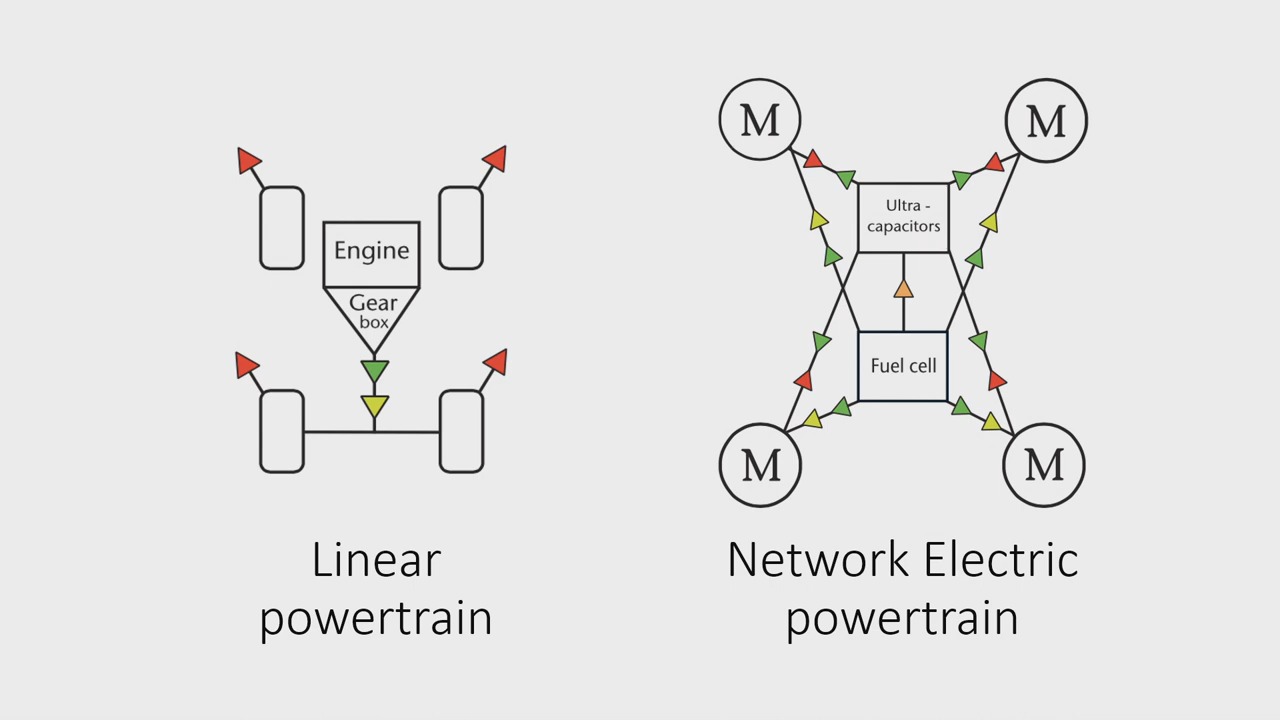 Engine
Gear
box
Linear
powertrain
M
M
Ultra -
capacitors
Fuel cell
M
M
Network Electric
powertrain